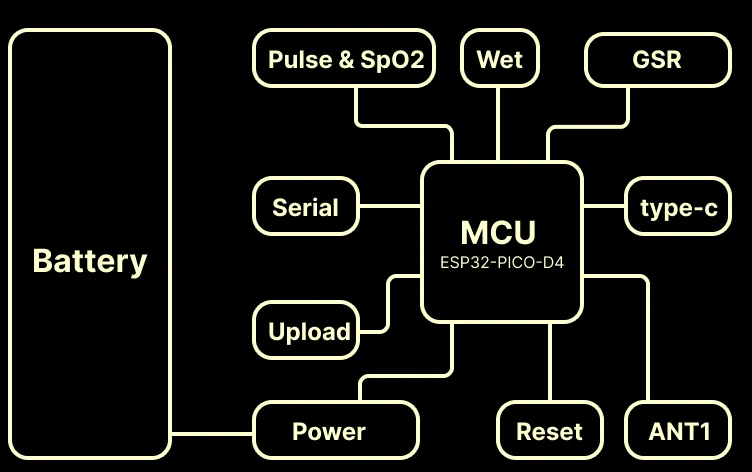 Pulse & SpO2
Wet
GSR
Serial
type-c
MCU
ESP32-PICO-D4
Battery
Upload
Power
Reset
ANT1